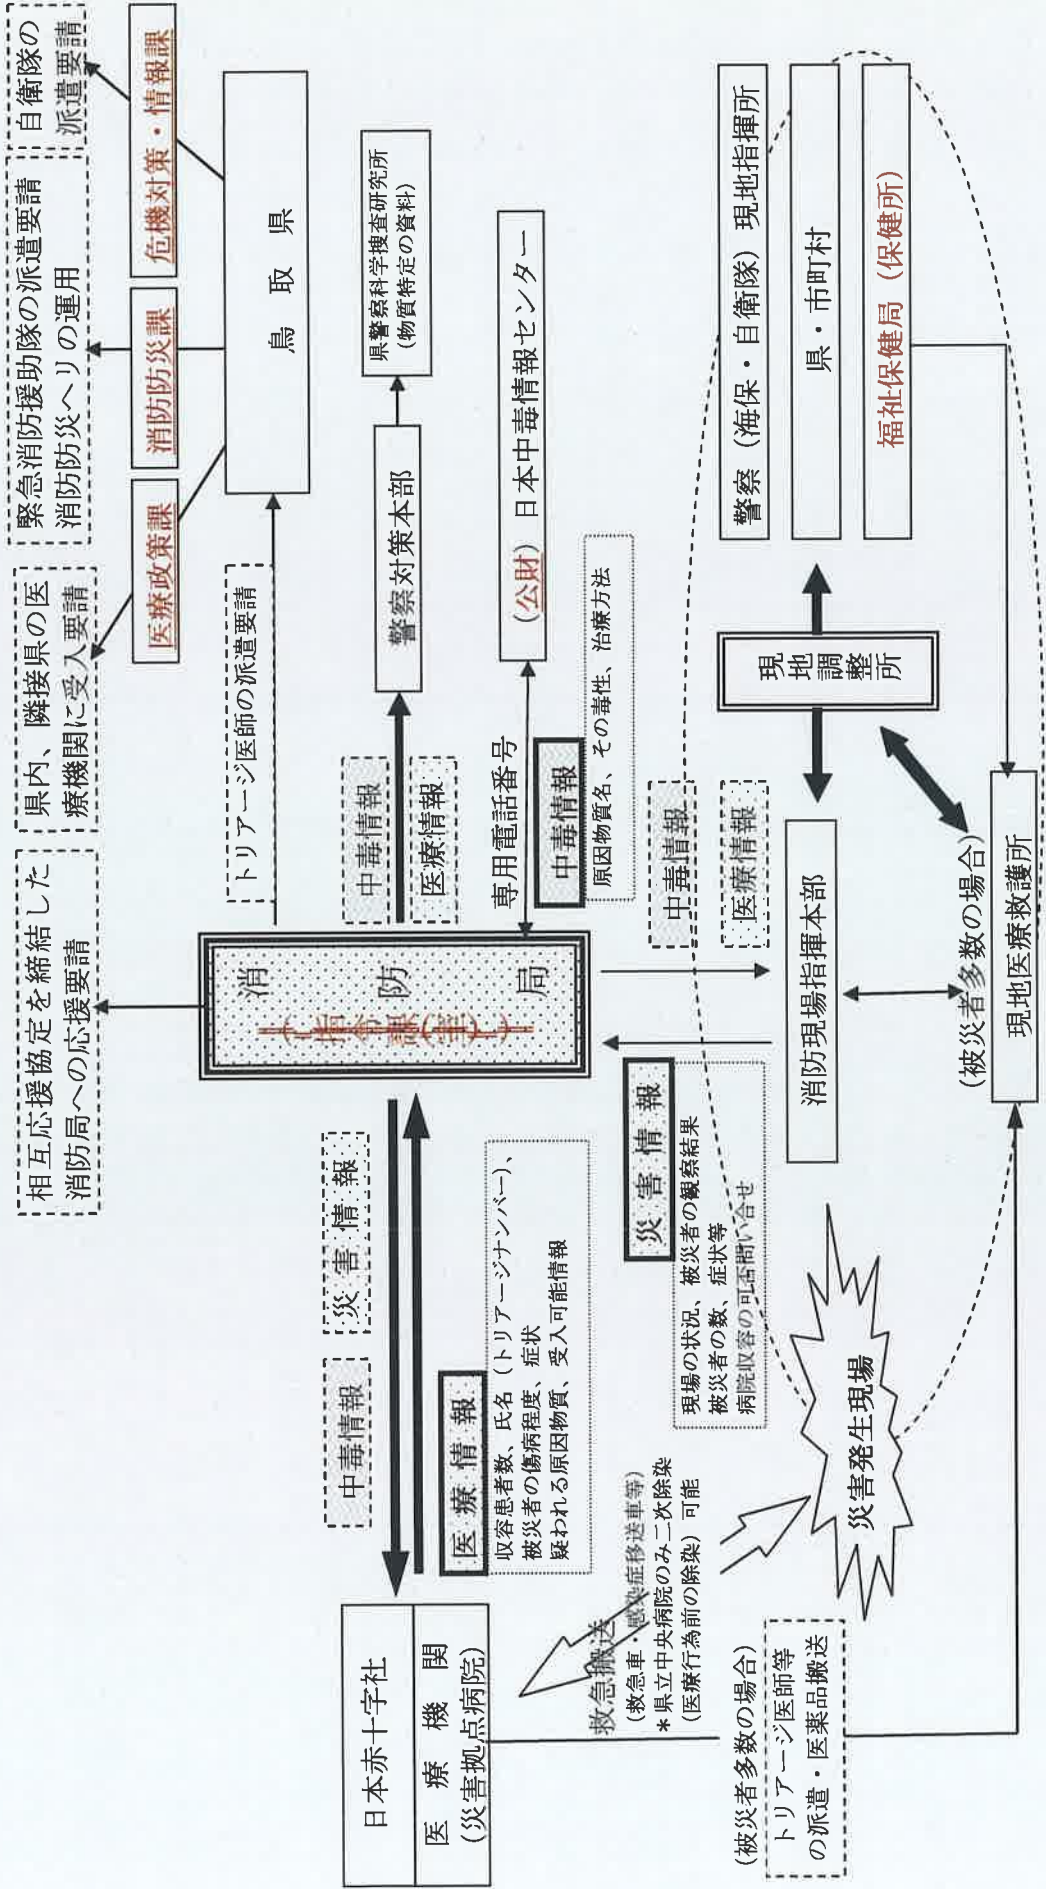 相互応援協定を締結した
消防局への応援要請
県内、隣接県の医
療機関に受入要請
緊急消防援助隊の派遣要請
消防防災ヘリの運用
自衛隊の
派遣要請
医療政策課
消防防災課
危機対策・情報課
鳥取県
トリアージ医師の派遣要請
消防局
(指令課(室))
中毒情報
災害情報
中毒情報
医療情報
警察対策本部
県警察科学捜査研究所
(物質特定の資料)
日本赤十字社
医療機関
(災害拠点病院)
医療情報
収容患者数、氏名(トリアージナンバー)、
被災者の傷病程度、症状
疑われる原因物質、受入可能情報
専用電話番号
(公財)日本中毒情報センター
中毒情報
原因物質名、その毒性、治療方法
救急搬送
(救急車・感染症移送車等)
*県立中央病院のみ二次除染
(医療行為前の除染)可能
災害情報
現場の状況、被災者の観察結果
被災者の数、症状等
病院収容の可否問い合せ
中毒情報
医療情報
(被災者多数の場合)
トリアージ医師等
の派遣・医薬品搬送
災害発生現場
消防現場指揮本部
現地
調整
所
警察(海保・自衛隊)現地指揮所
県・市町村
福祉保健局(保健所)
(被災者多数の場合)
現地医療救護所